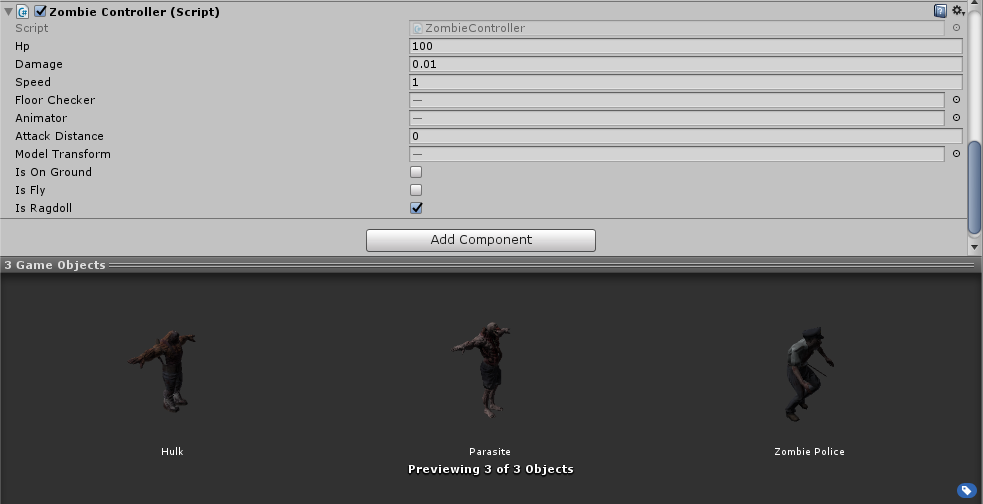 Zombie Controller (Script)
Script ZombieController
Hp 100
Damage 0.01
Speed 1
Floor Checker —
Animator —
Attack Distance 0
Model Transform —
Is On Ground
Is Fly
Is Ragdoll
Add Component
3 Game Objects
Hulk Parasite Zombie Police
Previewing 3 of 3 Objects